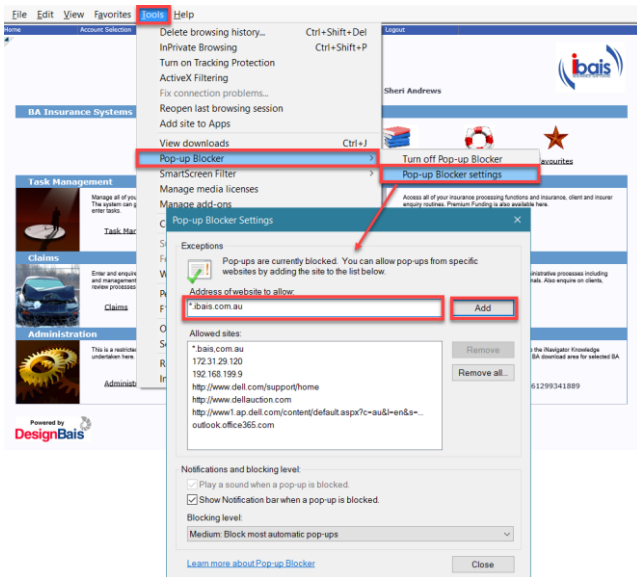 File Edit View Favorites Tools Help
Home Account Selection Logout
Delete browsing history... Ctrl+Shift+Del
InPrivate Browsing Ctrl+Shift+P
Turn on Tracking Protection
ActiveX Filtering
Fix connection problems...
Reopen last browsing session
Add site to Apps
View downloads Ctrl+J
Pop-up Blocker >
SmartScreen Filter >
Manage media licenses
Manage add-ons
Turn off Pop-up Blocker
Pop-up Blocker settings
ibais
Sheri Andrews
BA Insurance Systems
avourites
Task Management
Manage all of you
The system can g
enter tasks.
Task Mar
Access all of your insurance processing functions and insurance, client and insurer
enquiry routines. Premium Funding is also available here.
Claims
Enter and enquire
and management
review processes
Claims
inistrative processes including
nals. Also enquire on clients,
Administration
This is a restricted
undertaken here.
Administ
o the iNavigator Knowledge
BA download area for selected BA
61299341889
Powered by
DesignBais
Pop-up Blocker Settings
Exceptions
Pop-ups are currently blocked. You can allow pop-ups from specific
websites by adding the site to the list below.
Address of website to allow:
*.ibais.com.au Add
Allowed sites:
*.bais.com.au
172.31.29.120
192.168.199.9
http://www.dell.com/support/home
http://www.dellauction.com
http://www1.ap.dell.com/content/default.aspx?c=au&l=en&s=...
outlook.office365.com
Remove
Remove all...
Notifications and blocking level:
Play a sound when a pop-up is blocked.
Show Notification bar when a pop-up is blocked.
Blocking level:
Medium: Block most automatic pop-ups
Learn more about Pop-up Blocker Close